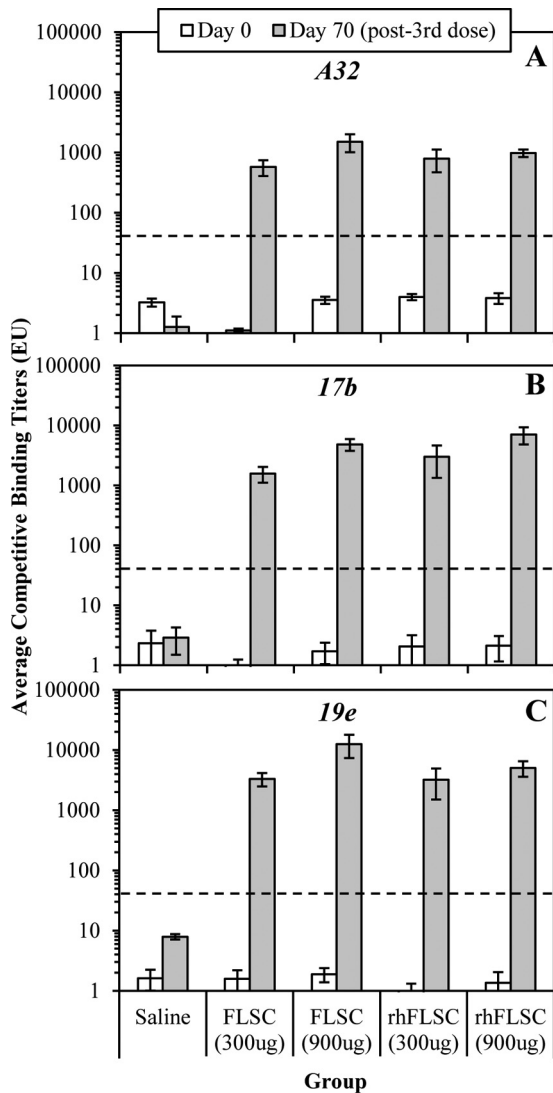 Day 0 Day 70 (post-3rd dose)
A
A32
100000
10000
1000
100
10
1
B
17b
100000
10000
1000
100
10
1
C
19e
100000
10000
1000
100
10
1
Average Competitive Binding Titers (EU)
Saline FLSC FLSC rhFLSC rhFLSC
(300ug) (900ug) (300ug) (900ug)
Group